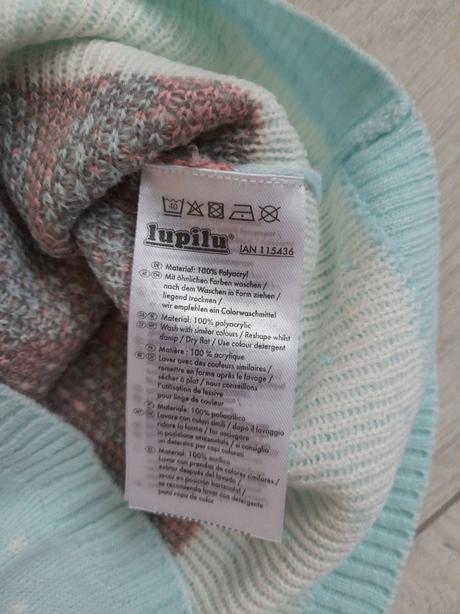 40
lupilu®
IAN 115436
Material: 100% Polyacryl
Mit ähnlichen Farben waschen /
nach dem Waschen in Form ziehen /
liegend trocknen /
wir empfehlen ein Colorwaschmittel
Material: 100% polyacrylic
Wash with similar colours / Reshape whilst
damp / Dry flat / Use colour detergent
Matière: 100 % acrylique
Laver avec des couleurs similaires /
remettre en forme après le lavage /
sécher à plat / nous conseillons
l'utilisation de lessive
pour linge de couleur
Materiale: 100% poliacrilico
Lavare con colori simili / dopo il lavaggio
ridare la forma / far asciugare
in posizione orizzontale / si consiglia
un detersivo per capi colorati
Material: 100% acrílico
Lavar con prendas de colores similares /
estirar después del lavado /
secar en posición horizontal /
se recomienda lavar con detergente
para ropa de color